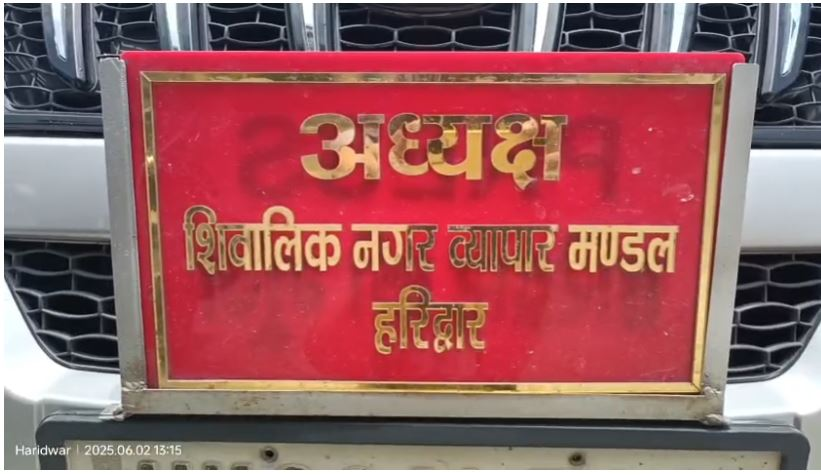 अध्यक्ष
शिवालिक नगर व्यापार मण्डल
हरिद्वार
Haridwar | 2025.06.02 13:15